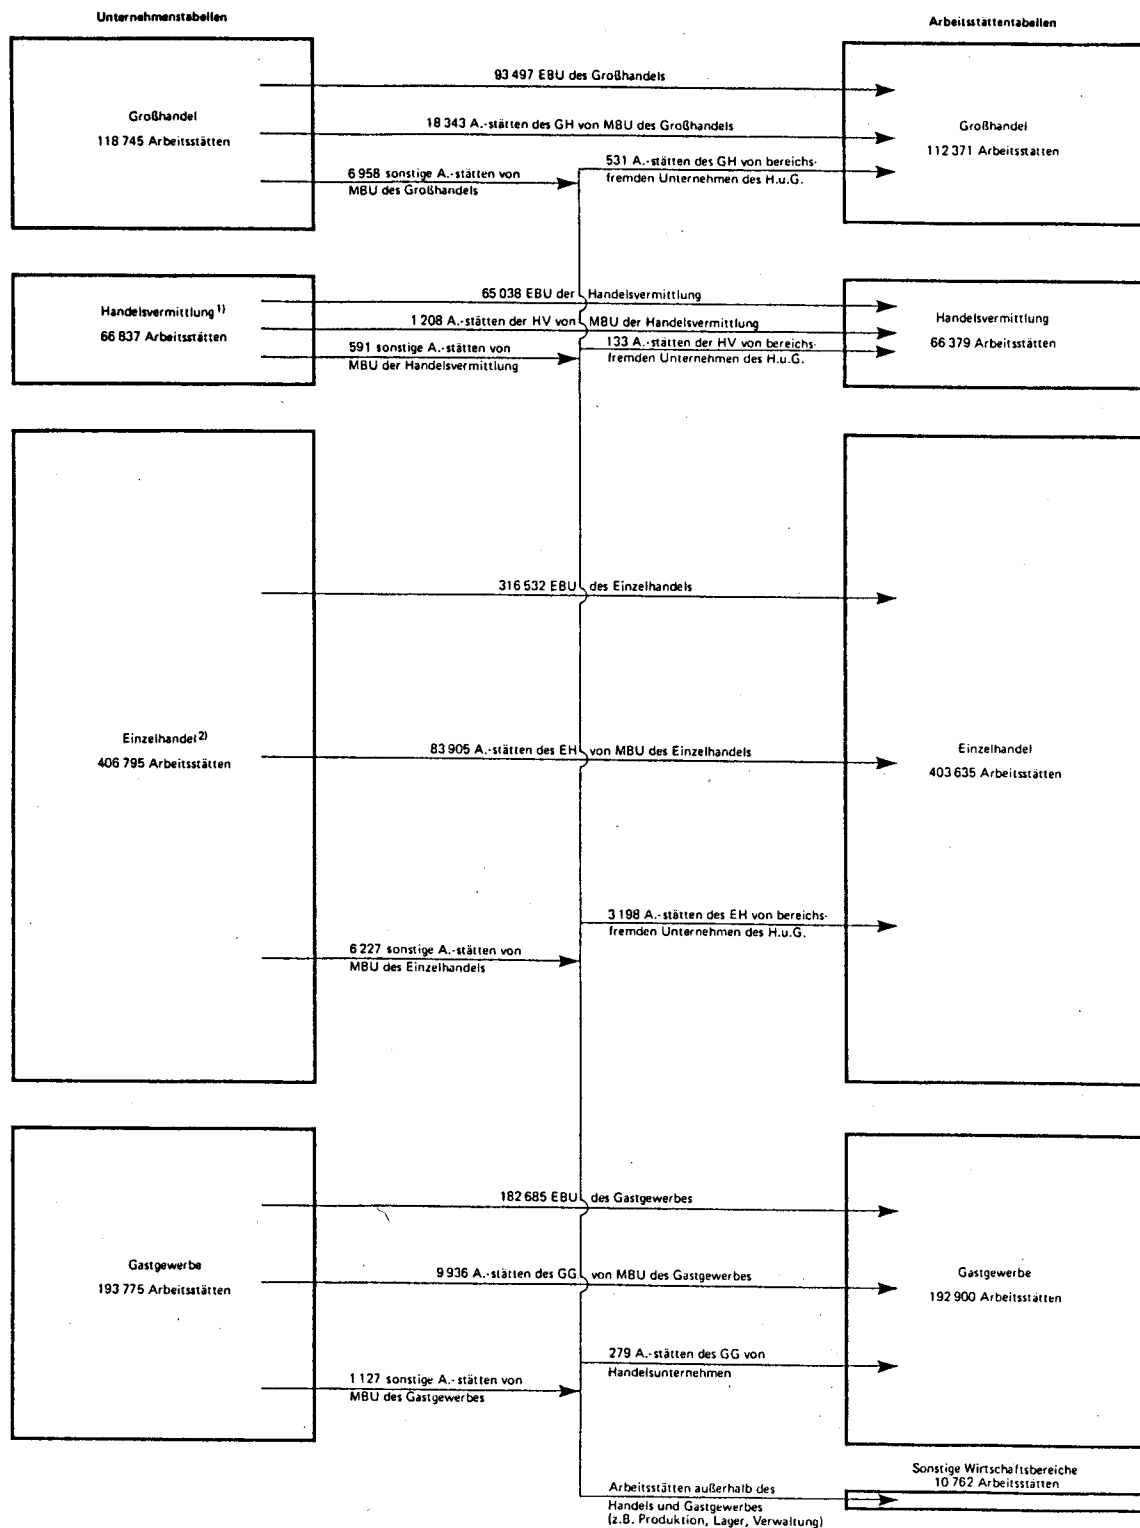 Unternehmenstabellen
Arbeitsstättentabellen
93 497 EBU des Großhandels
Großhandel
118 745 Arbeitsstätten
18 343 A.-stätten des GH von MBU des Großhandels
Großhandel
112 371 Arbeitsstätten
6 958 sonstige A.-stätten von
MBU des Großhandels
531 A.-stätten des GH von bereichs-
fremden Unternehmen des H.u.G.
65 038 EBU der Handelsvermittlung
Handelsvermittlung 1)
66 837 Arbeitsstätten
1 208 A.-stätten der HV von MBU der Handelsvermittlung
Handelsvermittlung
66 379 Arbeitsstätten
591 sonstige A.-stätten von
MBU der Handelsvermittlung
133 A.-stätten der HV von bereichs-
fremden Unternehmen des H.u.G.
316 532 EBU des Einzelhandels
Einzelhandel 2)
406 795 Arbeitsstätten
83 905 A.-stätten des EH von MBU des Einzelhandels
Einzelhandel
403 635 Arbeitsstätten
3 198 A.-stätten des EH von bereichs-
fremden Unternehmen des H.u.G.
6 227 sonstige A.-stätten von
MBU des Einzelhandels
182 685 EBU des Gastgewerbes
Gastgewerbe
193 775 Arbeitsstätten
9 936 A.-stätten des GG von MBU des Gastgewerbes
Gastgewerbe
192 900 Arbeitsstätten
279 A.-stätten des GG von
Handelsunternehmen
1 127 sonstige A.-stätten von
MBU des Gastgewerbes
Sonstige Wirtschaftsbereiche
10 762 Arbeitsstätten
Arbeitsstätten außerhalb des
Handels und Gastgewerbes
(z.B. Produktion, Lager, Verwaltung)